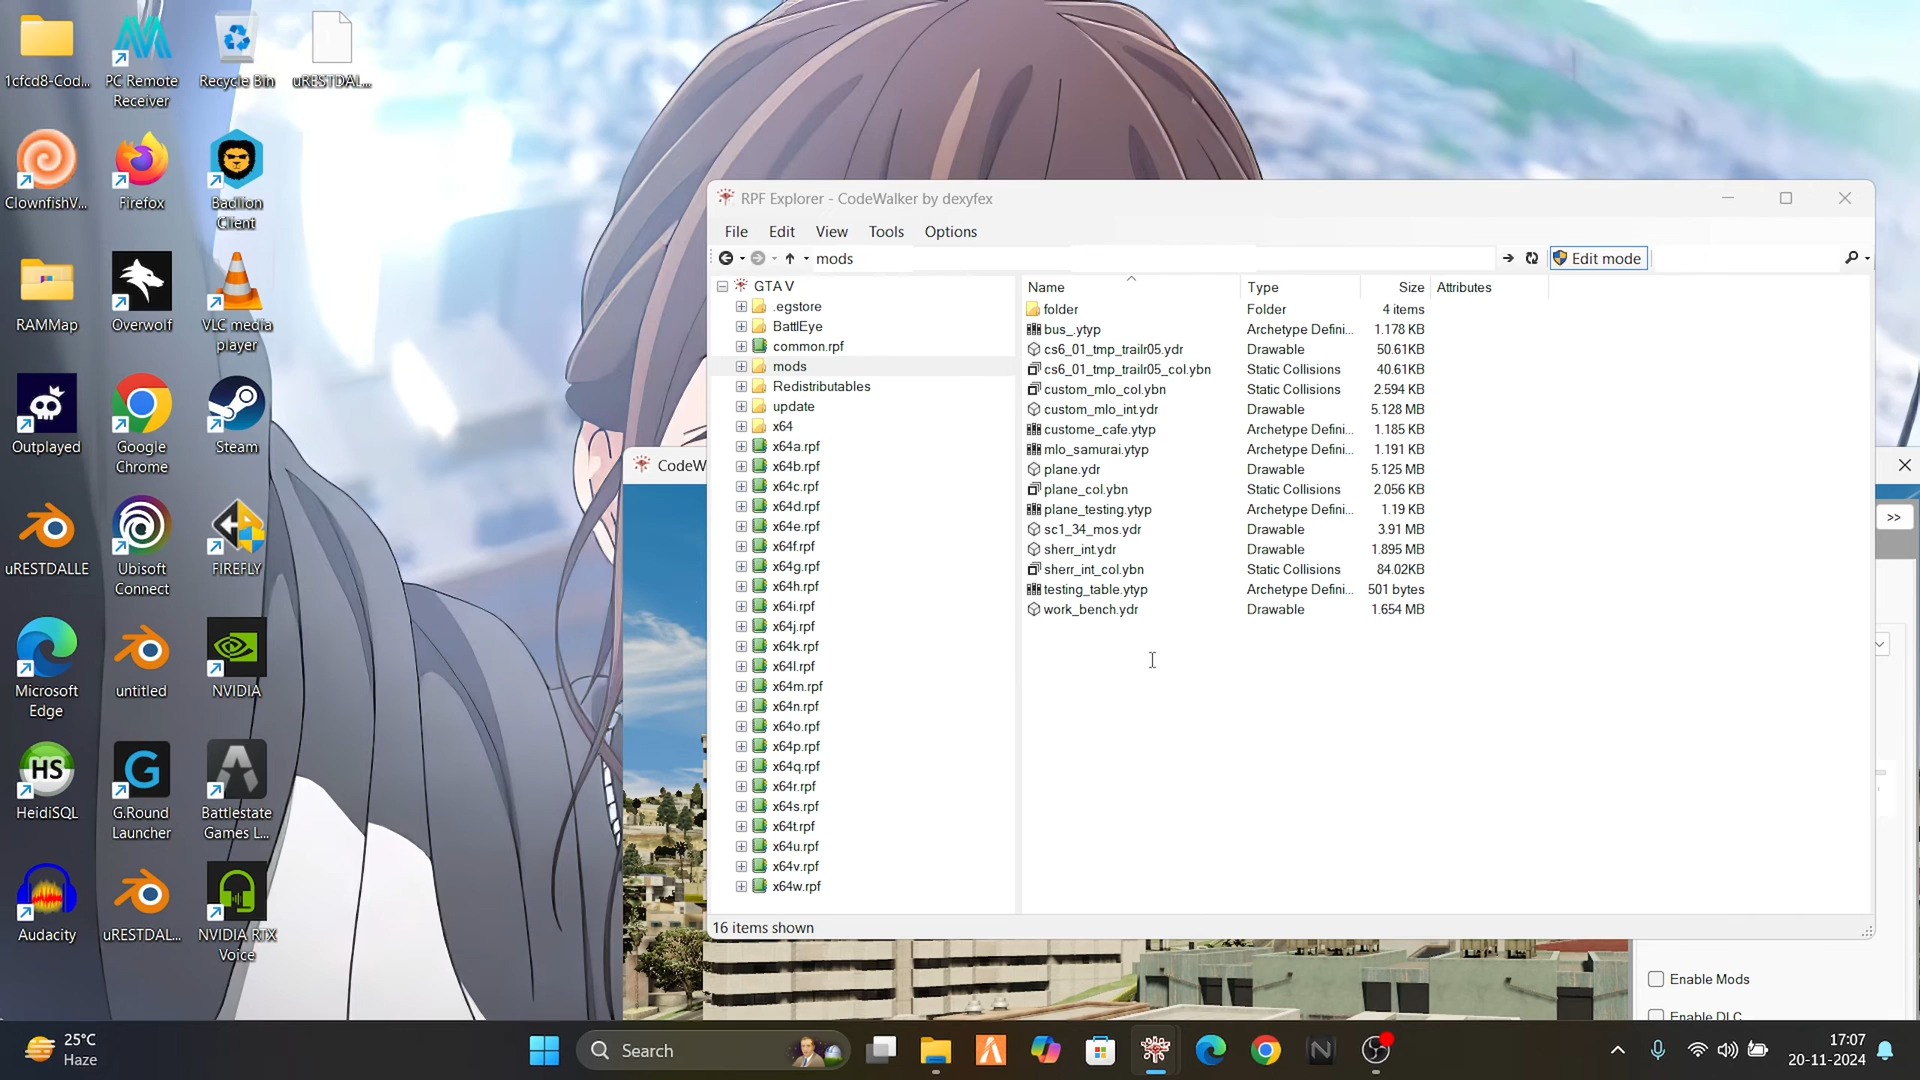 1cfcd8-Cod...
PC Remote
Receiver
Recycle Bin
uRESTDAL...
ClownfishV...
Firefox
Badlion
Client
RAMMap
Overwolf
VLC media
player
Outplayed
Google
Chrome
Steam
uRESTDALLE
Ubisoft
Connect
FIREFLY
Microsoft
Edge
untitled
NVIDIA
HS
HeidiSQL
G.Round
Launcher
Battlestate
Games L...
Audacity
uRESTDAL...
NVIDIA RTX
Voice
RPF Explorer - CodeWalker by dexyfex
File Edit View Tools Options
mods
Edit mode
GTA V
.egstore
BattlEye
common.rpf
mods
Redistributables
update
x64
x64a.rpf
x64b.rpf
x64c.rpf
x64d.rpf
x64e.rpf
x64f.rpf
x64g.rpf
x64h.rpf
x64i.rpf
x64j.rpf
x64k.rpf
x64l.rpf
x64m.rpf
x64n.rpf
x64o.rpf
x64p.rpf
x64q.rpf
x64r.rpf
x64s.rpf
x64t.rpf
x64u.rpf
x64v.rpf
x64w.rpf
Name Type Size Attributes
folder Folder 4 items
bus_.ytyp Archetype Defini... 1.178 KB
cs6_01_tmp_trailr05.ydr Drawable 50.61KB
cs6_01_tmp_trailr05_col.ybn Static Collisions 40.61KB
custom_mlo_col.ybn Static Collisions 2.594 KB
custom_mlo_int.ydr Drawable 5.128 MB
custome_cafe.ytyp Archetype Defini... 1.185 KB
mlo_samurai.ytyp Archetype Defini... 1.191 KB
plane.ydr Drawable 5.125 MB
plane_col.ybn Static Collisions 2.056 KB
plane_testing.ytyp Archetype Defini... 1.19 KB
sc1_34_mos.ydr Drawable 3.91 MB
sherr_int.ydr Drawable 1.895 MB
sherr_int_col.ybn Static Collisions 84.02KB
testing_table.ytyp Archetype Defini... 501 bytes
work_bench.ydr Drawable 1.654 MB
16 items shown
CodeW
>>
Enable Mods
Enable DLC
25°C
Haze
Search
17:07
20-11-2024